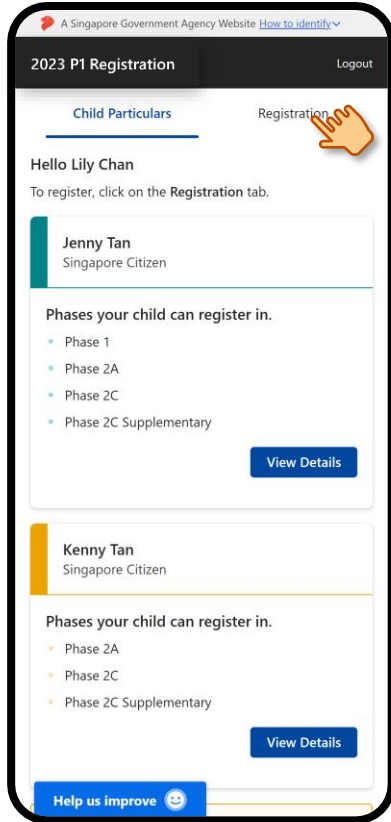 A Singapore Government Agency Website How to identify
2023 P1 Registration
Logout
Child Particulars
Registration
Hello Lily Chan
To register, click on the Registration tab.
Jenny Tan
Singapore Citizen
Phases your child can register in.
Phase 1
Phase 2A
Phase 2C
Phase 2C Supplementary
View Details
Kenny Tan
Singapore Citizen
Phases your child can register in.
Phase 2A
Phase 2C
Phase 2C Supplementary
View Details
Help us improve